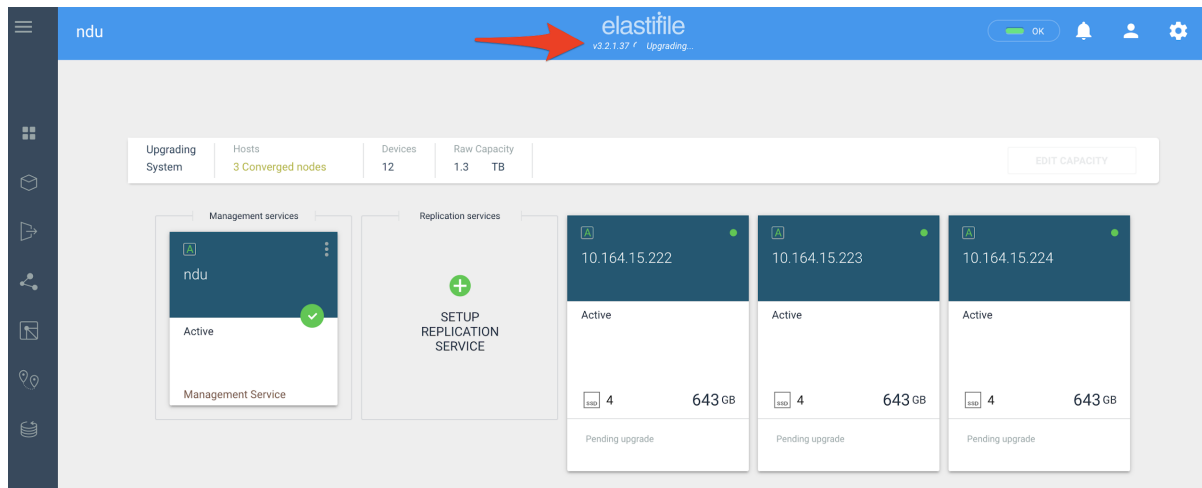 ndu
elastifile
v3.2.1.37 Upgrading...
OK
Upgrading
System
Hosts
3 Converged nodes
Devices
12
Raw Capacity
1.3 TB
EDIT CAPACITY
Management services
A
ndu
Active
Management Service
Replication services
SETUP
REPLICATION
SERVICE
A
10.164.15.222
Active
SSD 4 643 GB
Pending upgrade
A
10.164.15.223
Active
SSD 4 643 GB
Pending upgrade
A
10.164.15.224
Active
SSD 4 643 GB
Pending upgrade